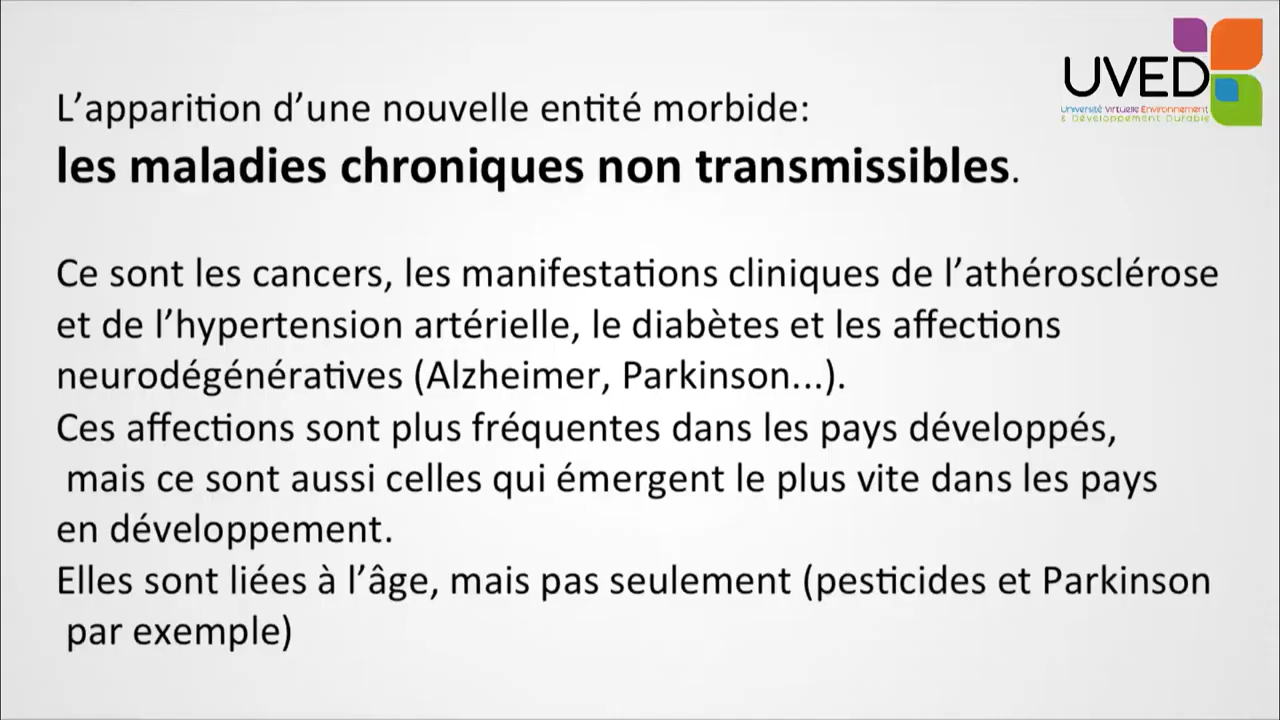 UVED
Université Virtuelle Environnement
& Développement Durable
L'apparition d'une nouvelle entité morbide:
les maladies chroniques non transmissibles.
Ce sont les cancers, les manifestations cliniques de l'athérosclérose
et de l'hypertension artérielle, le diabètes et les affections
neurodégénératives (Alzheimer, Parkinson...).
Ces affections sont plus fréquentes dans les pays développés,
mais ce sont aussi celles qui émergent le plus vite dans les pays
en développement.
Elles sont liées à l'âge, mais pas seulement (pesticides et Parkinson
par exemple)